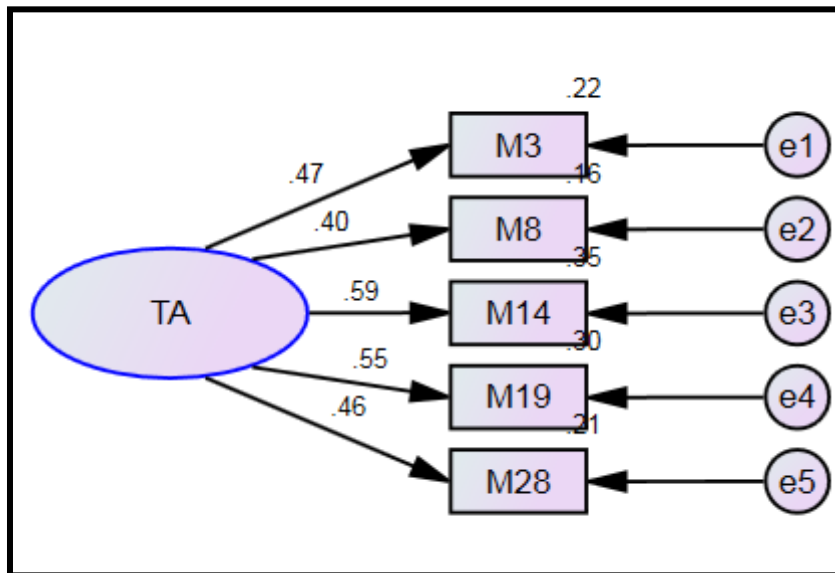 .22
M3
e1
.47
.16
.40
M8
e2
.35
TA
.59
M14
e3
.30
.55
M19
e4
.46
.21
M28
e5